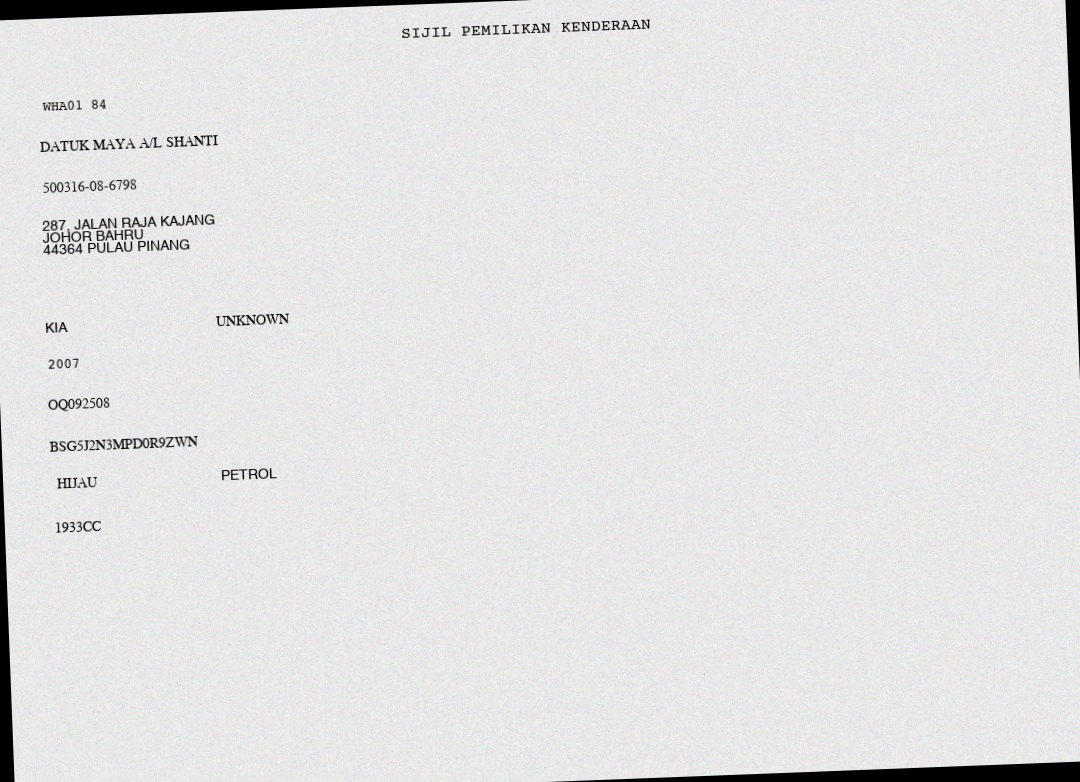 SIJIL PEMILIKAN KENDERAAN
WHA01 84
DATUK MAYA A/L SHANTI
500316-08-6798
287, JALAN RAJA KAJANG
JOHOR BAHRU
44364 PULAU PINANG
KIA UNKNOWN
2007
OQ092508
BSG5J2N3MPD0R9ZWN
HIJAU PETROL
1933CC